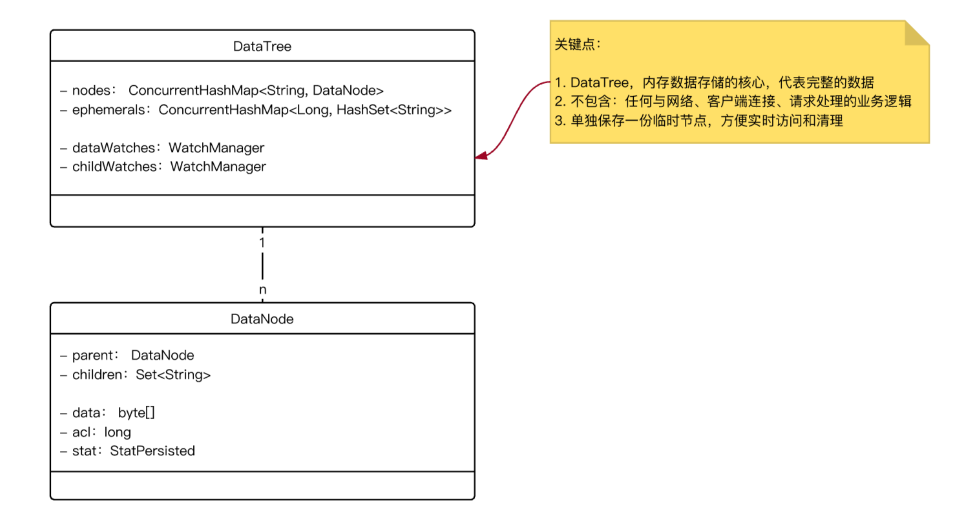 DataTree
- nodes： ConcurrentHashMap<String, DataNode>
- ephemerals：ConcurrentHashMap<Long, HashSet<String>>
- dataWatches：WatchManager
- childWatches：WatchManager
关键点：
1. DataTree，内存数据存储的核心，代表完整的数据
2. 不包含：任何与网络、客户端连接、请求处理的业务逻辑
3. 单独保存一份临时节点，方便实时访问和清理
1
n
DataNode
- parent： DataNode
- children：Set<String>
- data： byte[]
- acl：long
- stat：StatPersisted